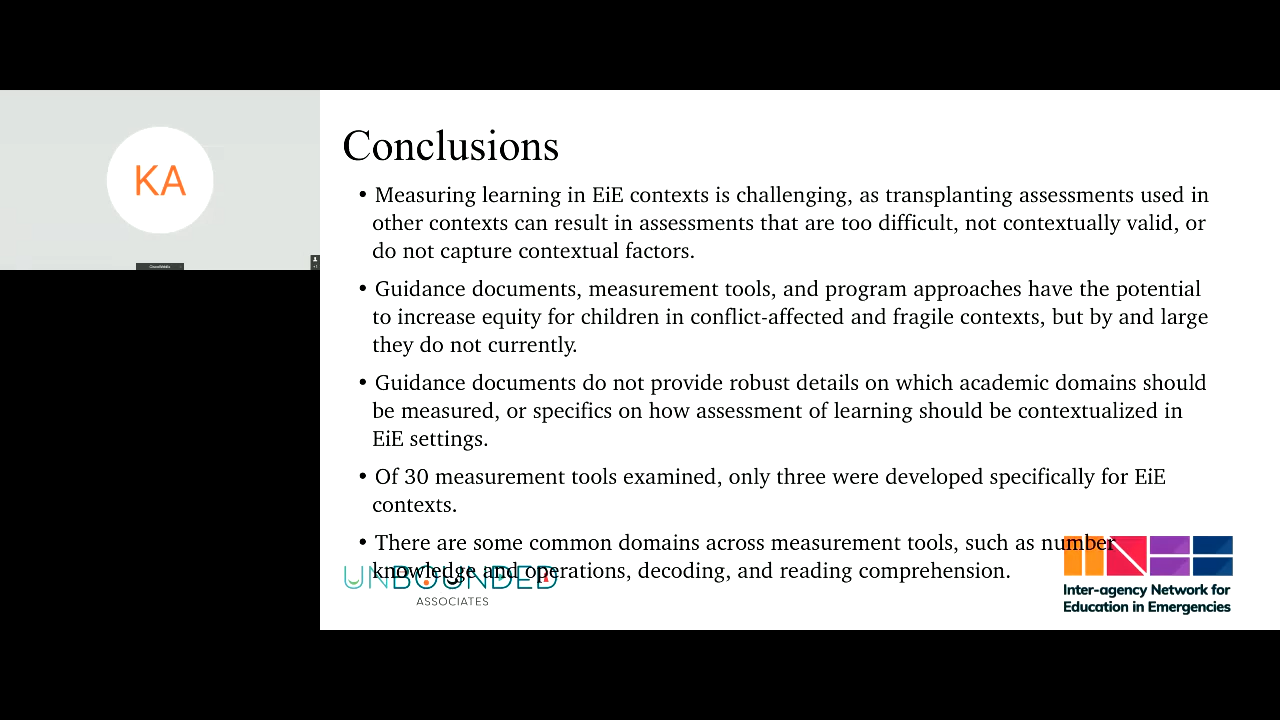 KA
Conclusions
• Measuring learning in EiE contexts is challenging, as transplanting assessments used in
other contexts can result in assessments that are too difficult, not contextually valid, or
do not capture contextual factors.
• Guidance documents, measurement tools, and program approaches have the potential
to increase equity for children in conflict-affected and fragile contexts, but by and large
they do not currently.
• Guidance documents do not provide robust details on which academic domains should
be measured, or specifics on how assessment of learning should be contextualized in
EiE settings.
• Of 30 measurement tools examined, only three were developed specifically for EiE
contexts.
• There are some common domains across measurement tools, such as number
knowledge and operations, decoding, and reading comprehension.
UNBOUNDED
ASSOCIATES
INEE
Inter-agency Network for
Education in Emergencies